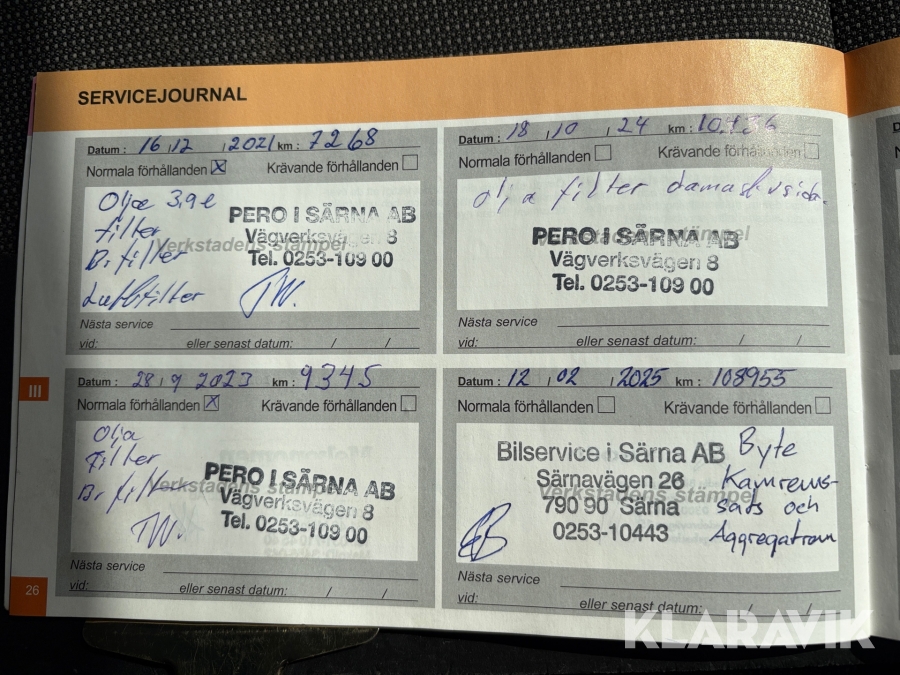 SERVICEJOURNAL
Datum : 16 / 12 / 2021 km : 7268
Normala förhållanden X Krävande förhållanden
Olja 3,9 l
filter
Br filter
Luftfilter
PERO I SÄRNA AB
Vägverksvägen 8
Tel. 0253-109 00
Verkstadens stämpel
Nästa service
vid: eller senast datum: / /
Datum : 28 / 9 2023 km : 9345
Normala förhållanden X Krävande förhållanden
Olja
Filter
Br filter
PERO I SÄRNA AB
Vägverksvägen 8
Tel. 0253-109 00
Verkstadens stämpel
Nästa service
vid: eller senast datum: / /
Datum : 18 / 10 / 24 km :
Normala förhållanden Krävande förhållanden
Olja filter
PERO I SÄRNA AB
Vägverksvägen 8
Tel. 0253-109 00
Verkstadens stämpel
Nästa service
vid: eller senast datum: / /
Datum : 12 / 02 / 2025 km : 108955
Normala förhållanden Krävande förhållanden
Bilservice i Särna AB
Särnavägen 26
790 90 Särna
0253-10443
Verkstadens stämpel
Byte
Kamrems-
sats och
Aggregatrem
Nästa service
vid: eller senast datum: / /
III
26
KLARAVIK